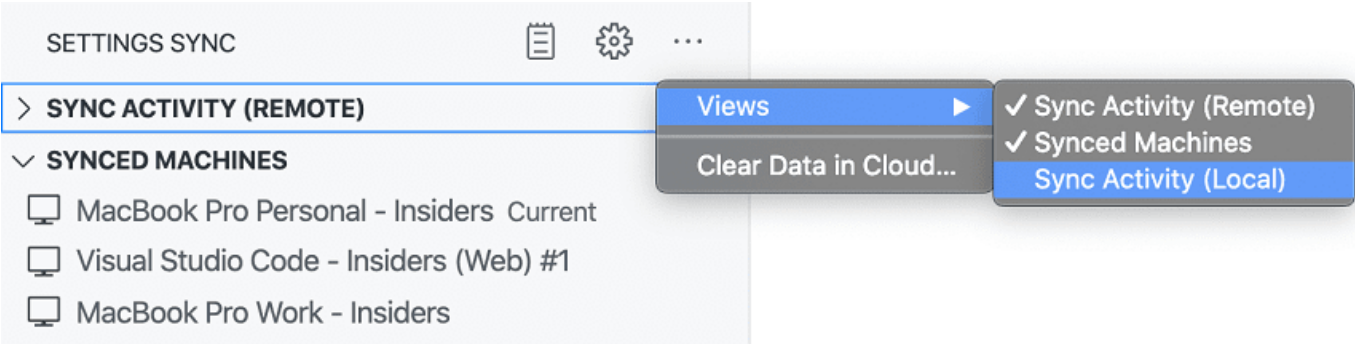 SETTINGS SYNC
SYNC ACTIVITY (REMOTE)
Views
Sync Activity (Remote)
Synced Machines
Sync Activity (Local)
Clear Data in Cloud...
SYNCED MACHINES
MacBook Pro Personal - Insiders Current
Visual Studio Code - Insiders (Web) #1
MacBook Pro Work - Insiders